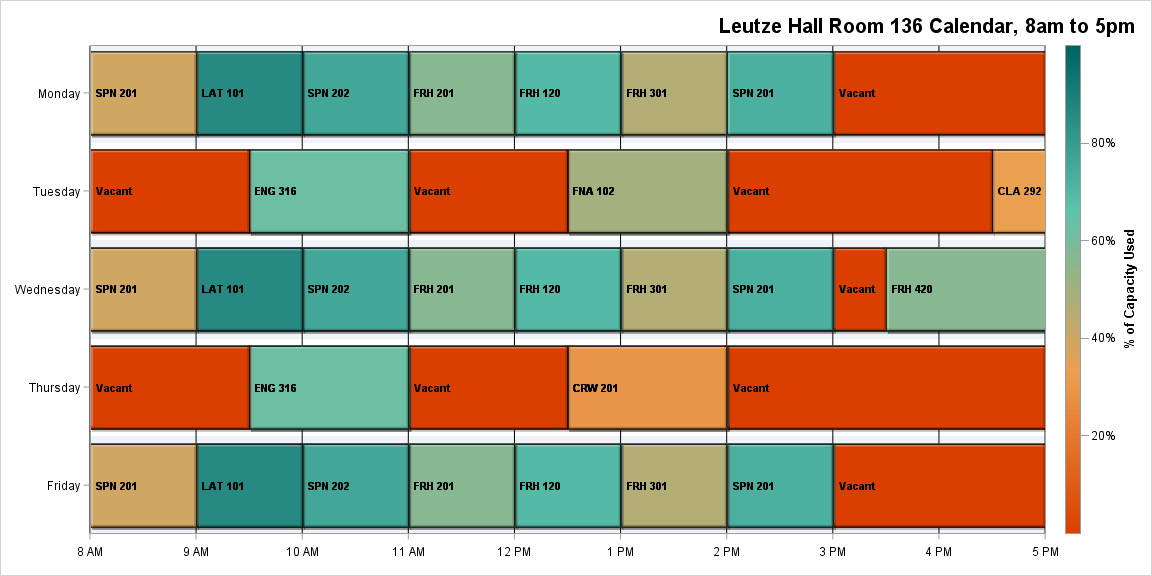 Leutze Hall Room 136 Calendar, 8am to 5pm
Monday
SPN 201 LAT 101 SPN 202 FRH 201 FRH 120 FRH 301 SPN 201 Vacant
Tuesday
Vacant ENG 316 Vacant FNA 102 Vacant CLA 292
Wednesday
SPN 201 LAT 101 SPN 202 FRH 201 FRH 120 FRH 301 SPN 201 Vacant FRH 420
Thursday
Vacant ENG 316 Vacant CRW 201 Vacant
Friday
SPN 201 LAT 101 SPN 202 FRH 201 FRH 120 FRH 301 SPN 201 Vacant
8 AM 9 AM 10 AM 11 AM 12 PM 1 PM 2 PM 3 PM 4 PM 5 PM
80%
60%
40%
20%
% of Capacity Used